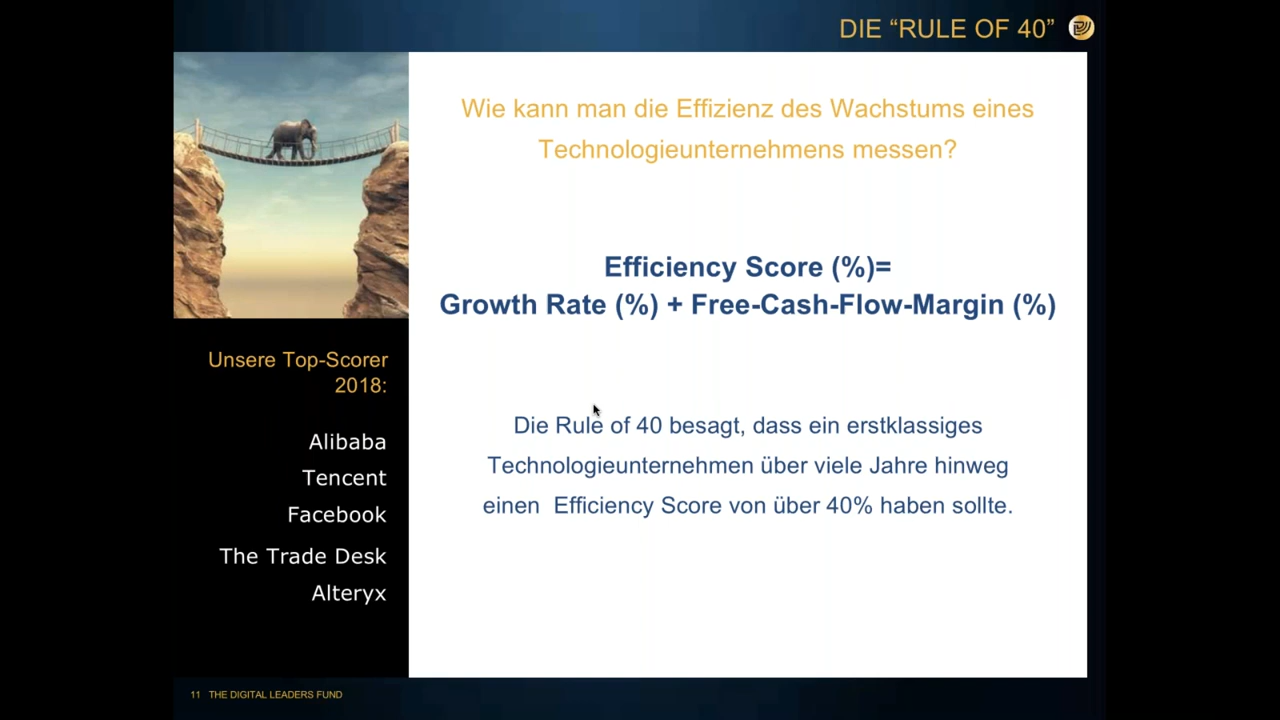 DIE “RULE OF 40”
Wie kann man die Effizienz des Wachstums eines
Technologieunternehmens messen?
Efficiency Score (%)=
Growth Rate (%) + Free-Cash-Flow-Margin (%)
Die Rule of 40 besagt, dass ein erstklassiges
Technologieunternehmen über viele Jahre hinweg
einen Efficiency Score von über 40% haben sollte.
Unsere Top-Scorer
2018:
Alibaba
Tencent
Facebook
The Trade Desk
Alteryx
11 THE DIGITAL LEADERS FUND